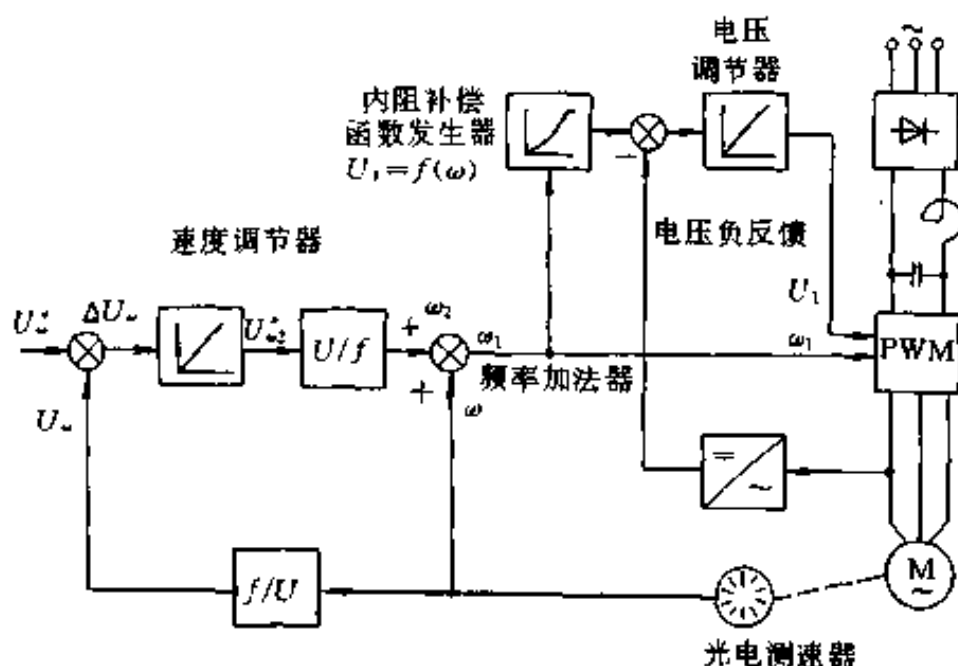 电压
调节器
~
内阻补偿
函数发生器
U₁=f(ω)
−
速度调节器
电压负反馈
U₁
U*ω
ΔUω
U*ω2
U/f
+
ω₂
ω₁
ω₁
PWM
频率加法器
+
ω
Uω
=
~
f/U
M
~
光电测速器